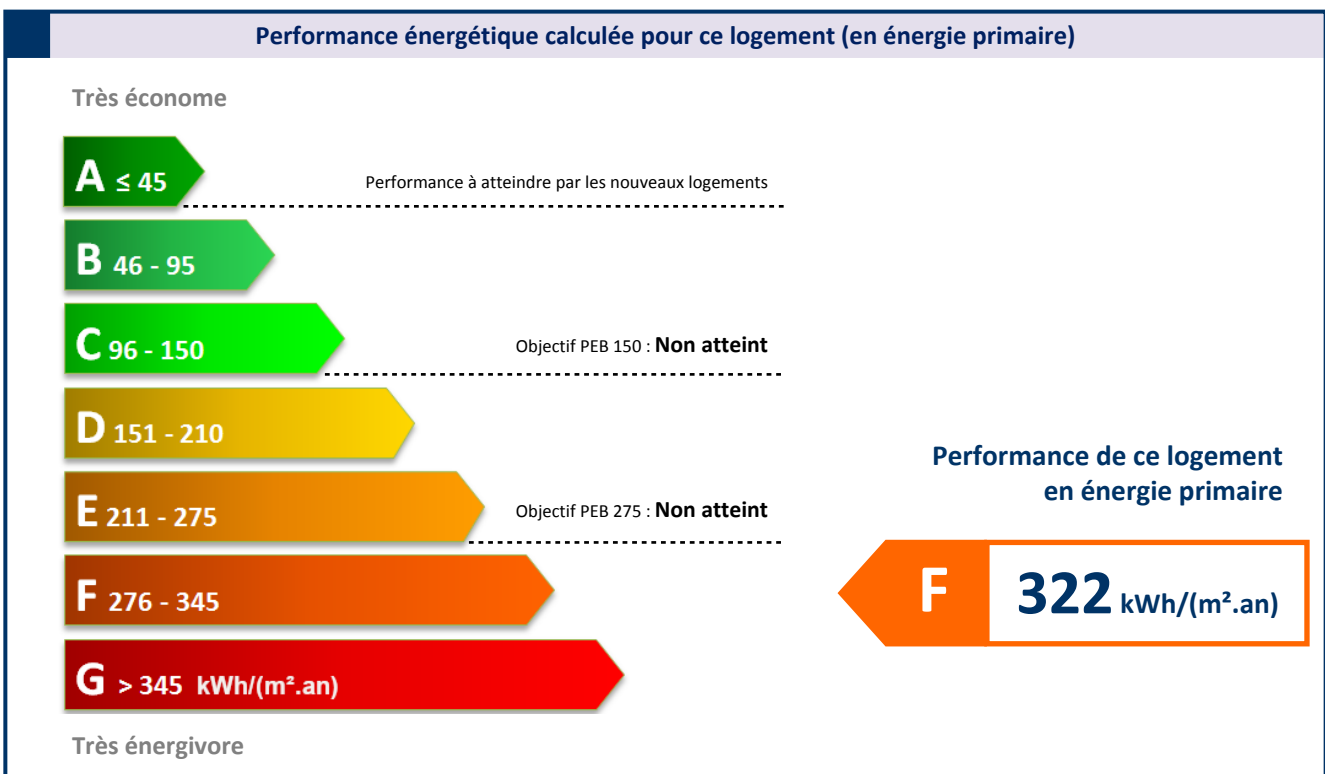 Performance énergétique calculée pour ce logement (en énergie primaire)
Très économe
A ≤ 45
Performance à atteindre par les nouveaux logements
B 46 - 95
C 96 - 150
Objectif PEB 150 : Non atteint
D 151 - 210
Performance de ce logement
en énergie primaire
E 211 - 275
Objectif PEB 275 : Non atteint
F 276 - 345
F 322 kWh/(m².an)
G > 345 kWh/(m².an)
Très énergivore